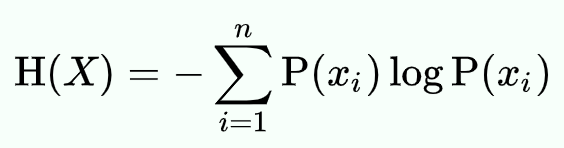 H(X) = − ∑_{i=1}^{n} P(x_i) log P(x_i)